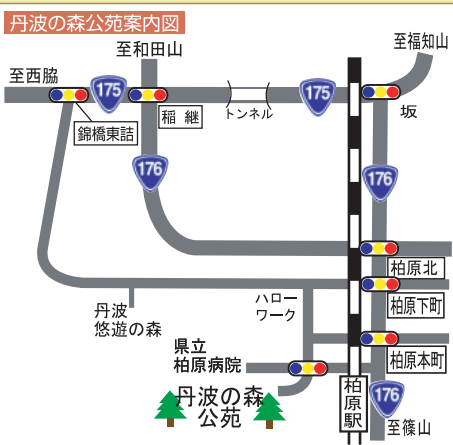 丹波の森公苑案内図
至和田山
至福知山
至西脇
175
175
稲継
トンネル
坂
錦橋東詰
176
176
柏原北
丹波
悠遊の森
ハロー
ワーク
柏原下町
県立
柏原病院
柏原本町
丹波の森
公苑
柏原駅
176
至篠山